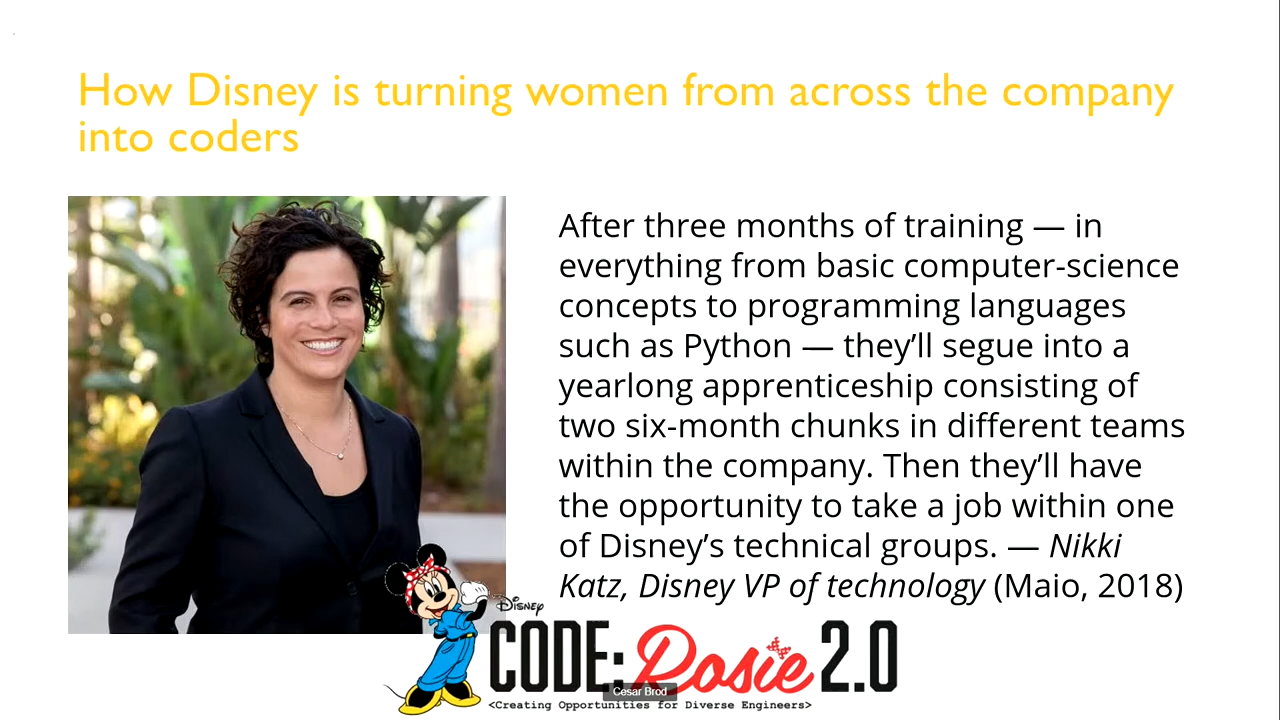 How Disney is turning women from across the company
into coders
After three months of training — in
everything from basic computer-science
concepts to programming languages
such as Python — they’ll segue into a
yearlong apprenticeship consisting of
two six-month chunks in different teams
within the company. Then they’ll have
the opportunity to take a job within one
of Disney’s technical groups. — Nikki
Katz, Disney VP of technology (Maio, 2018)
Disney
CODE: Rosie 2.0
Cesar Brod
<Creating Opportunities for Diverse Engineers>